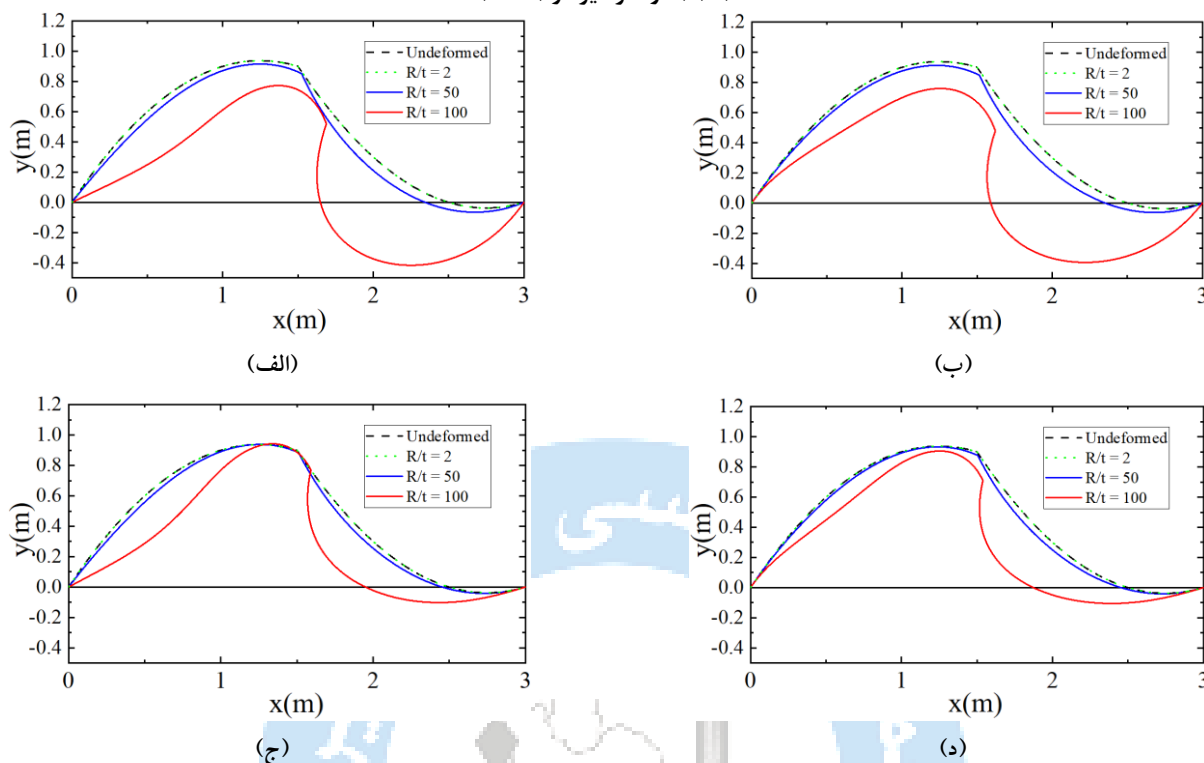 1.2
1.0
0.8
0.6
0.4
0.2
0.0
-0.2
-0.4
y(m)
0 1 2 3
x(m)
Undeformed
R/t = 2
R/t = 50
R/t = 100
(الف)
1.2
1.0
0.8
0.6
0.4
0.2
0.0
-0.2
-0.4
y(m)
0 1 2 3
x(m)
Undeformed
R/t = 2
R/t = 50
R/t = 100
(ب)
1.2
1.0
0.8
0.6
0.4
0.2
0.0
-0.2
-0.4
y(m)
0 1 2 3
x(m)
Undeformed
R/t = 2
R/t = 50
R/t = 100
(ج)
1.2
1.0
0.8
0.6
0.4
0.2
0.0
-0.2
-0.4
y(m)
0 1 2 3
x(m)
Undeformed
R/t = 2
R/t = 50
R/t = 100
(د)